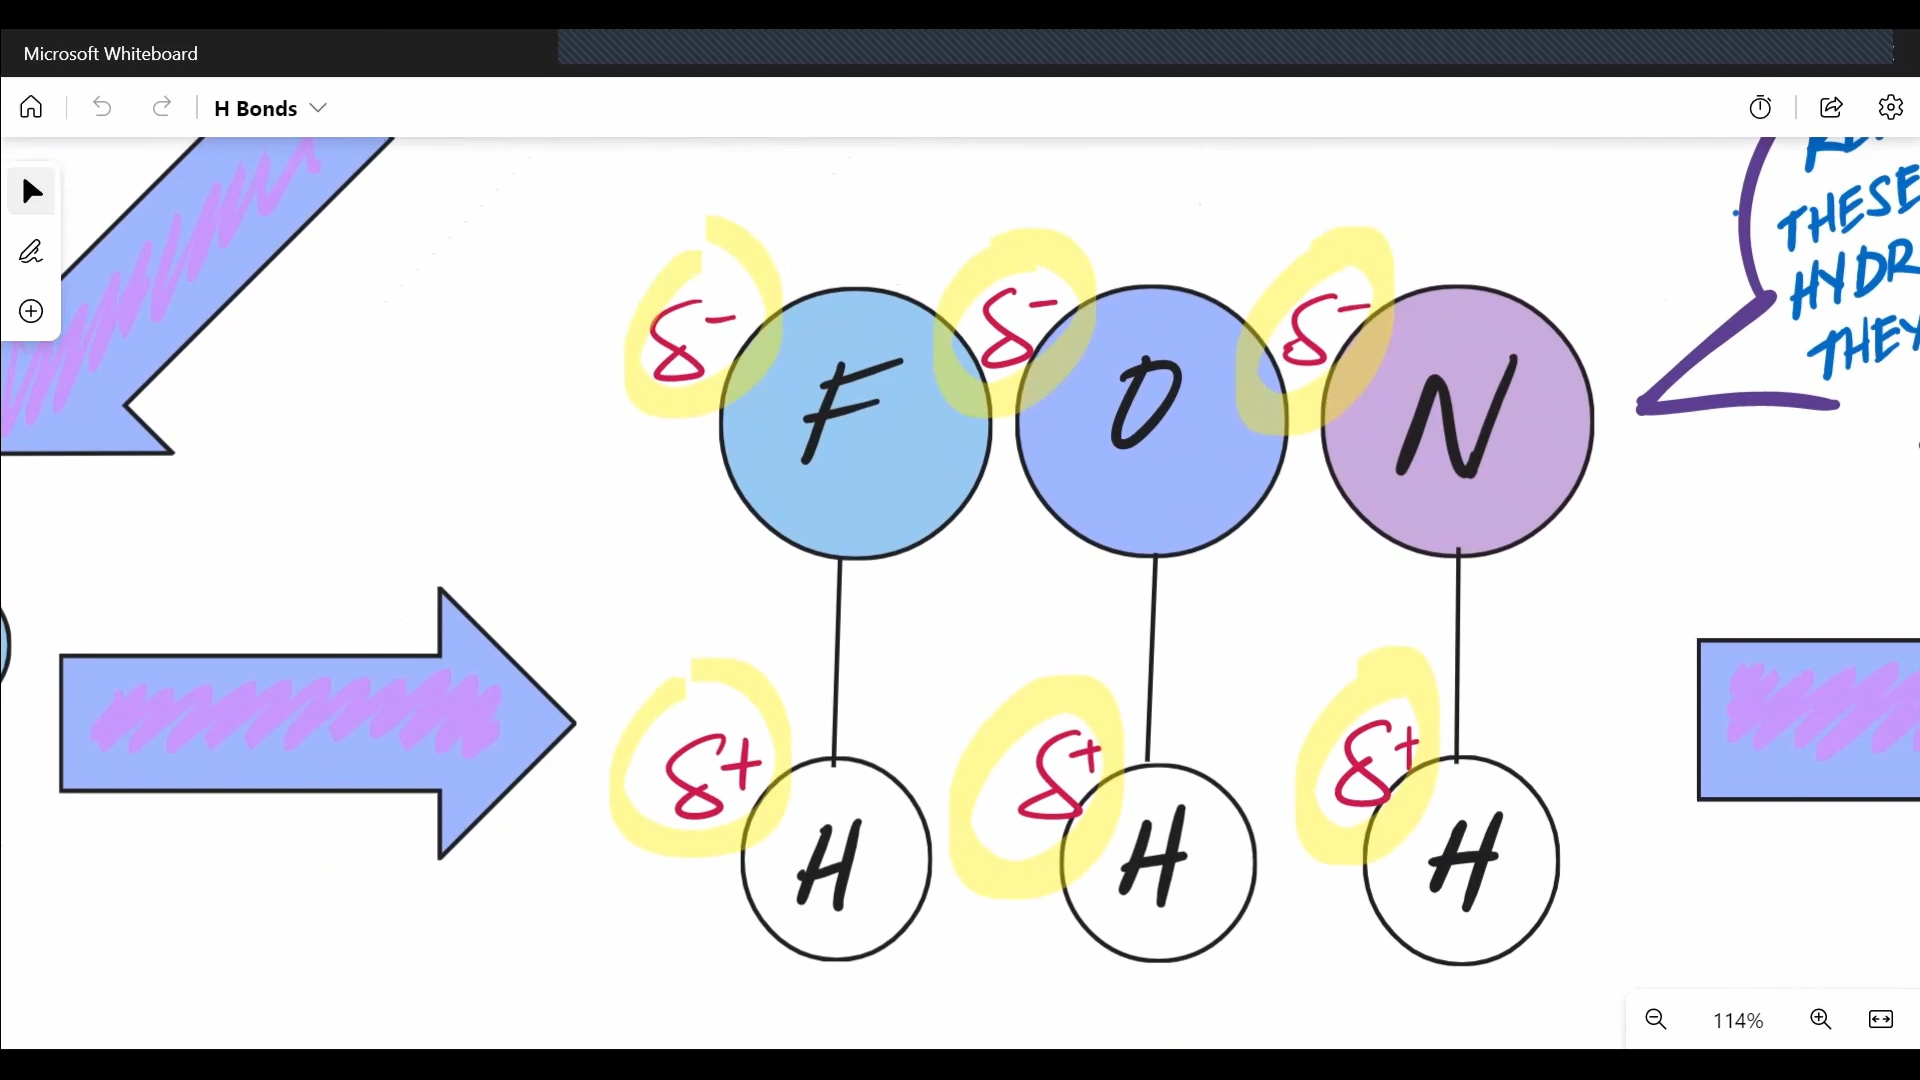 Microsoft Whiteboard
H Bonds
THESE
HYDR
THEY
δ- δ- δ-
F O N
δ+ δ+ δ+
H H H
114%